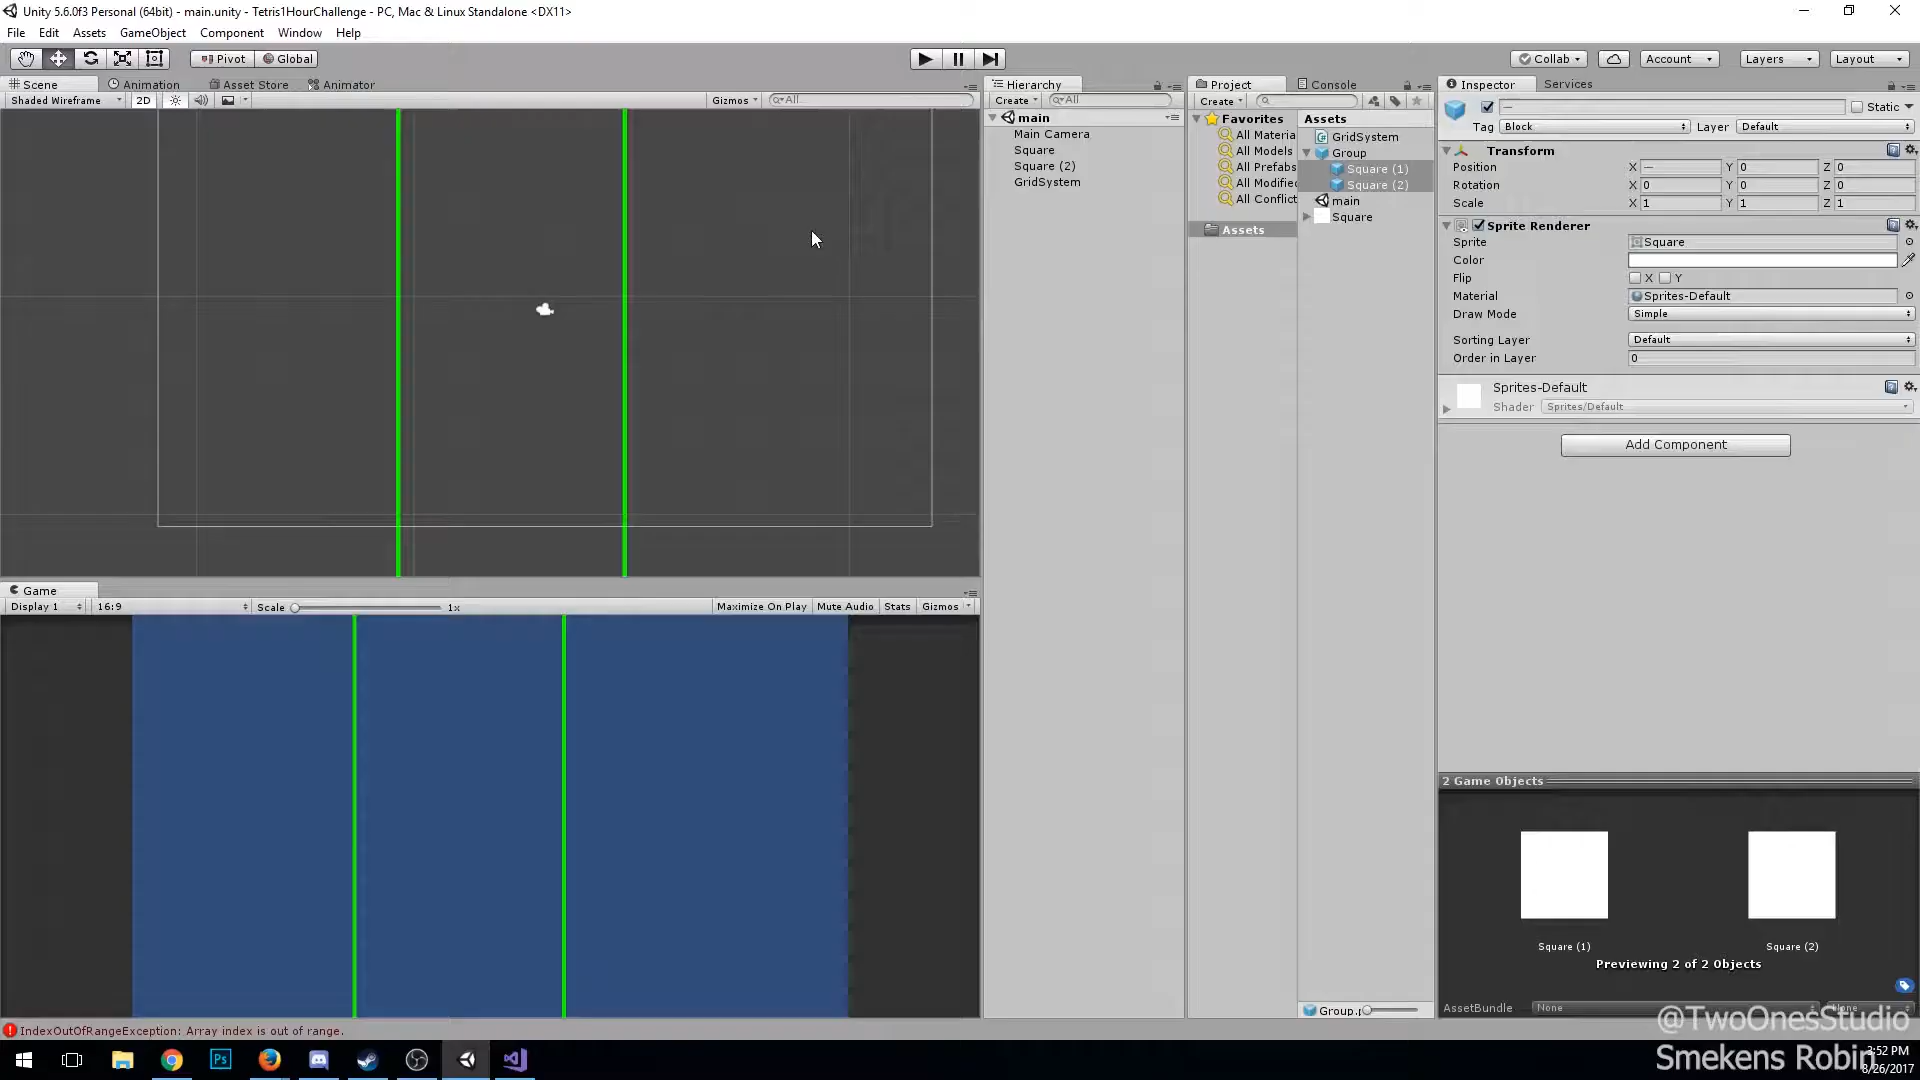 Unity 5.6.0f3 Personal (64bit) - main.unity - Tetris1HourChallenge - PC, Mac & Linux Standalone <DX11>
File Edit Assets GameObject Component Window Help
Pivot Global Collab Account Layers Layout
Scene Animation Asset Store Animator
Shaded Wireframe 2D Gizmos All
Hierarchy
Create All
main
Main Camera
Square
Square (2)
GridSystem
Project Console
Create
Favorites
All Materia
All Models
All Prefabs
All Modifie
All Conflict
Assets
Assets
GridSystem
Group
Square (1)
Square (2)
main
Square
Group.p
Inspector Services
— Static
Tag Block Layer Default
Transform
Position X — Y 0 Z 0
Rotation X 0 Y 0 Z 0
Scale X 1 Y 1 Z 1
Sprite Renderer
Sprite Square
Color
Flip X Y
Material Sprites-Default
Draw Mode Simple
Sorting Layer Default
Order in Layer 0
Sprites-Default
Shader Sprites/Default
Add Component
2 Game Objects
Square (1) Square (2)
Previewing 2 of 2 Objects
AssetBundle None None
Game
Display 1 16:9 Scale 1x Maximize On Play Mute Audio Stats Gizmos
IndexOutOfRangeException: Array index is out of range.
@TwoOnesStudio
Smekens Robin
3:52 PM
8/26/2017
Ps